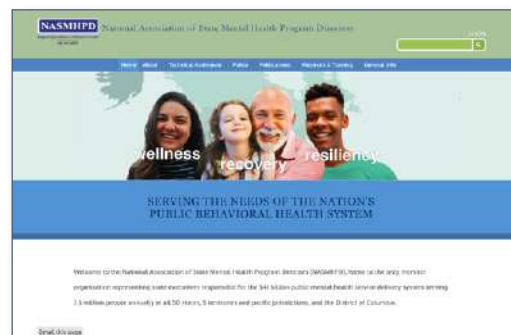 NASMHPD
National Association of State Mental Health Program Directors
Home About Technical Assistance Policy Publications Webinars & Training General Info
wellness
recovery
resiliency
SERVING THE NEEDS OF THE NATION'S
PUBLIC BEHAVIORAL HEALTH SYSTEM
Welcome to the National Association of State Mental Health Program Directors (NASMHPD), home to the only member
organization representing state executives responsible for the $41 billion public mental health service delivery system serving
7.5 million people annually in all 50 states, 5 territories and pacific jurisdictions, and the District of Columbia.
Email this page